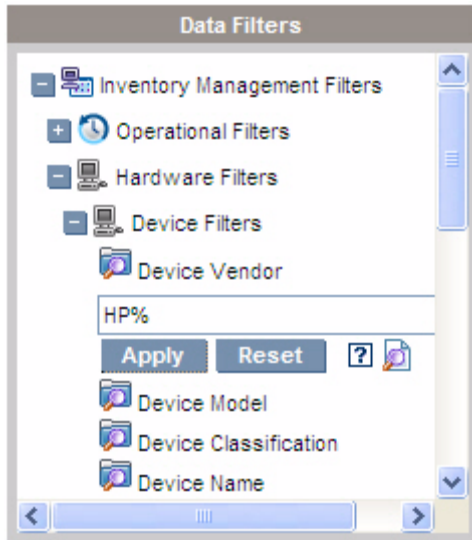 Data Filters
Inventory Management Filters
Operational Filters
Hardware Filters
Device Filters
Device Vendor
HP%
Apply Reset ?
Device Model
Device Classification
Device Name